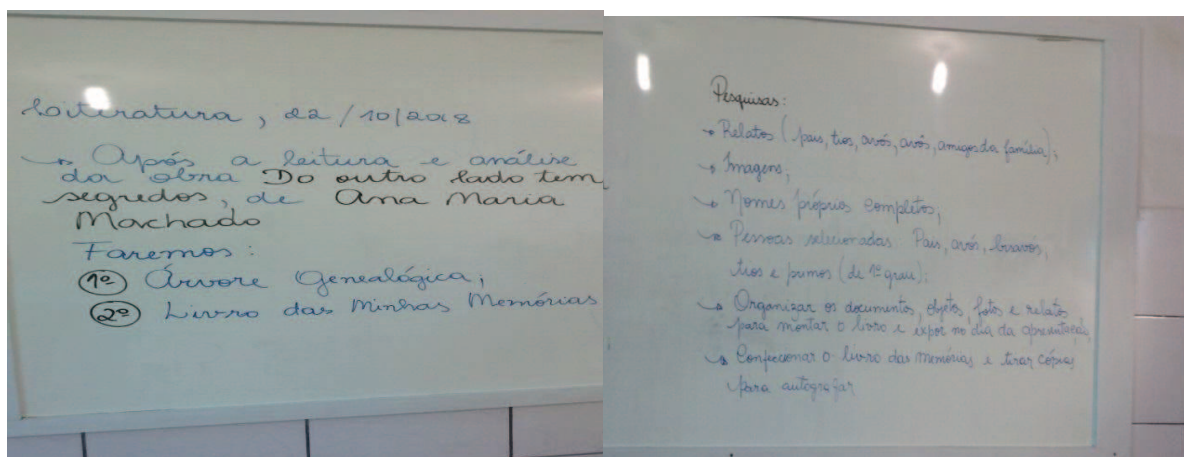 Literatura, 22/10/2018
→ Após a leitura e análise
da obra Do outro lado tem
segredos, de Ana Maria
Machado
Faremos:
1º Árvore Genealógica;
2º Livro das Minhas Memórias
Pesquisas:
→ Relatos (pais, tios, avós, avôs, amigos da família);
→ Imagens;
→ Nomes próprios completos;
→ Pessoas selecionadas Pais, avós, bisavós,
tios e primos (de 1º grau);
→ Organizar os documentos, objetos, fotos e relatos
para montar o livro e expor no dia da apresentação
→ Confeccionar o livro das memórias e tirar cópias
para autografar